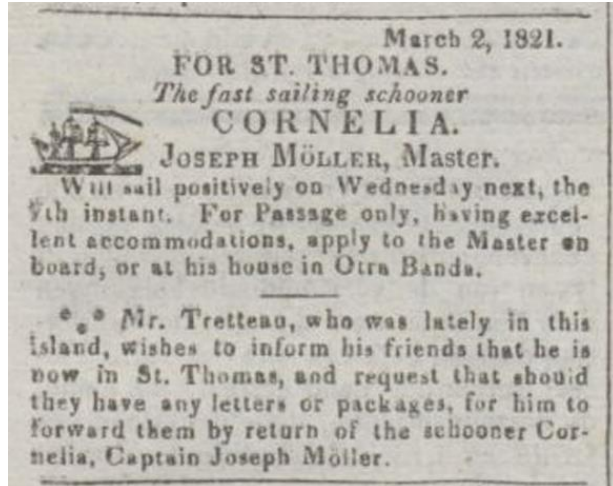 March 2, 1821.
FOR ST. THOMAS.
The fast sailing schooner
CORNELIA.
JOSEPH MÖLLER, Master.
Will sail positively on Wednesday next, the
7th instant. For Passage only, having excel-
lent accommodations, apply to the Master on
board, or at his house in Otra Banda.
*⁎* Mr. Trettean, who was lately in this
island, wishes to inform his friends that he is
now in St. Thomas, and request that should
they have any letters or packages, for him to
forward them by return of the schooner Cor-
nelia, Captain Joseph Möller.